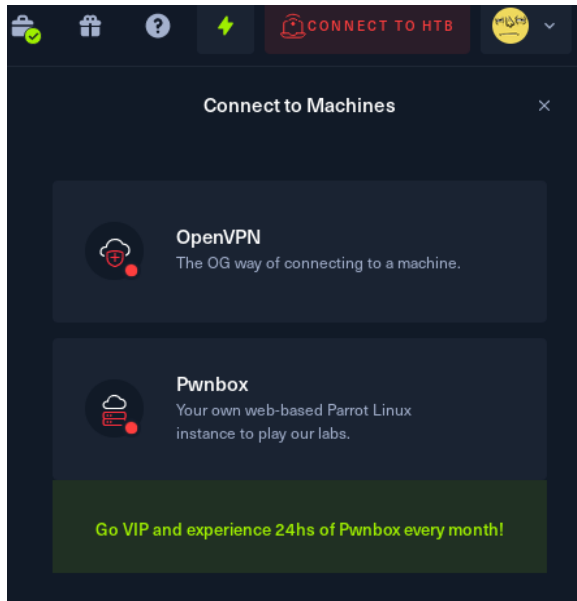 CONNECT TO HTB
Connect to Machines
OpenVPN
The OG way of connecting to a machine.
Pwnbox
Your own web-based Parrot Linux
instance to play our labs.
Go VIP and experience 24hs of Pwnbox every month!